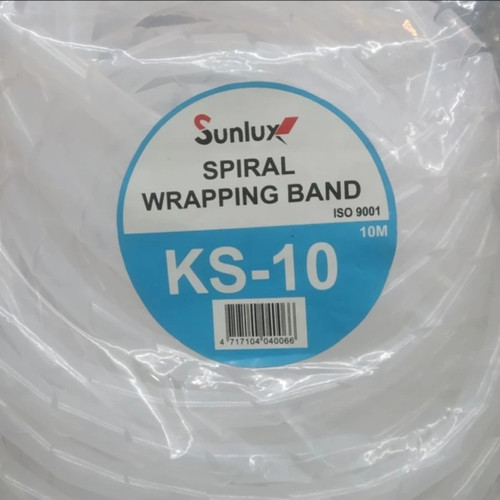 Sunlux
SPIRAL
WRAPPING BAND
ISO 9001
10M
KS-10
4 717104 040066